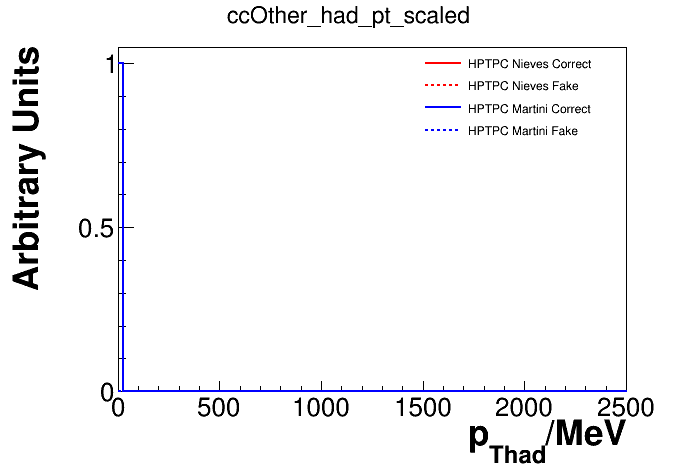 ccOther_had_pt_scaled
Arbitrary Units
1
0.5
0
HPTPC Nieves Correct
HPTPC Nieves Fake
HPTPC Martini Correct
HPTPC Martini Fake
0 500 1000 1500 2000 2500
pThad/MeV